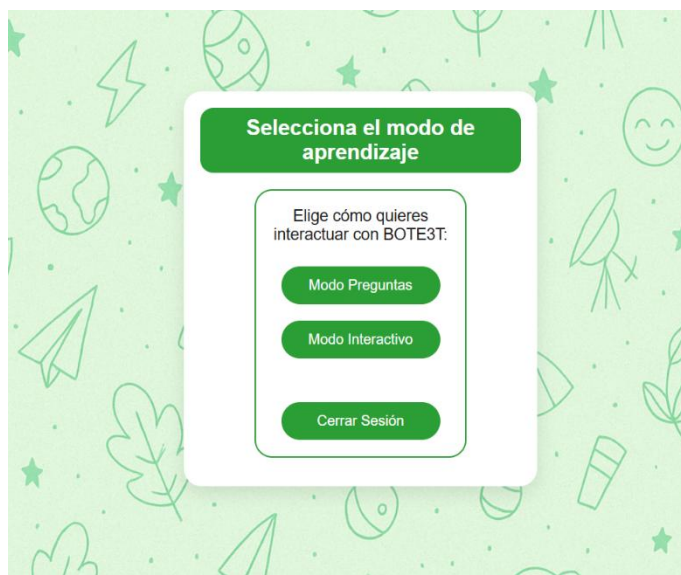 Selecciona el modo de
aprendizaje
Elige cómo quieres
interactuar con BOTE3T:
Modo Preguntas
Modo Interactivo
Cerrar Sesión